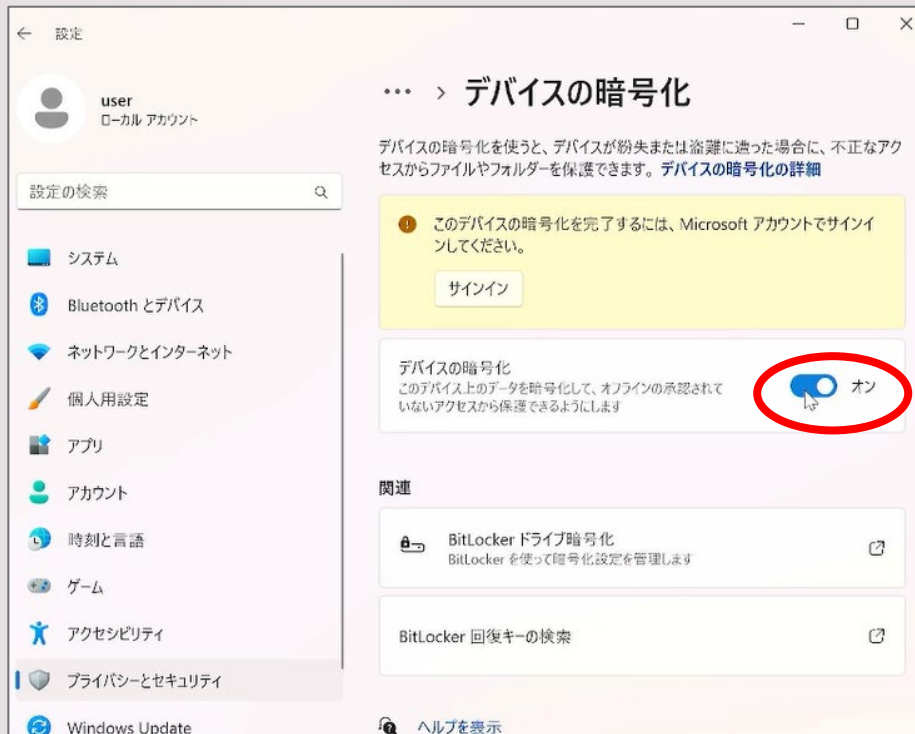 設定
user
ローカル アカウント
設定の検索
システム
Bluetooth とデバイス
ネットワークとインターネット
個人用設定
アプリ
アカウント
時刻と言語
ゲーム
アクセシビリティ
プライバシーとセキュリティ
Windows Update
… › デバイスの暗号化
デバイスの暗号化を使うと、デバイスが紛失または盗難に遭った場合に、不正なアク
セスからファイルやフォルダーを保護できます。デバイスの暗号化の詳細
このデバイスの暗号化を完了するには、Microsoft アカウントでサインイ
ンしてください。
サインイン
デバイスの暗号化
このデバイス上のデータを暗号化して、オフラインの承認されて
いないアクセスから保護できるようにします
オン
関連
BitLocker ドライブ暗号化
BitLocker を使って暗号化設定を管理します
BitLocker 回復キーの検索
ヘルプを表示